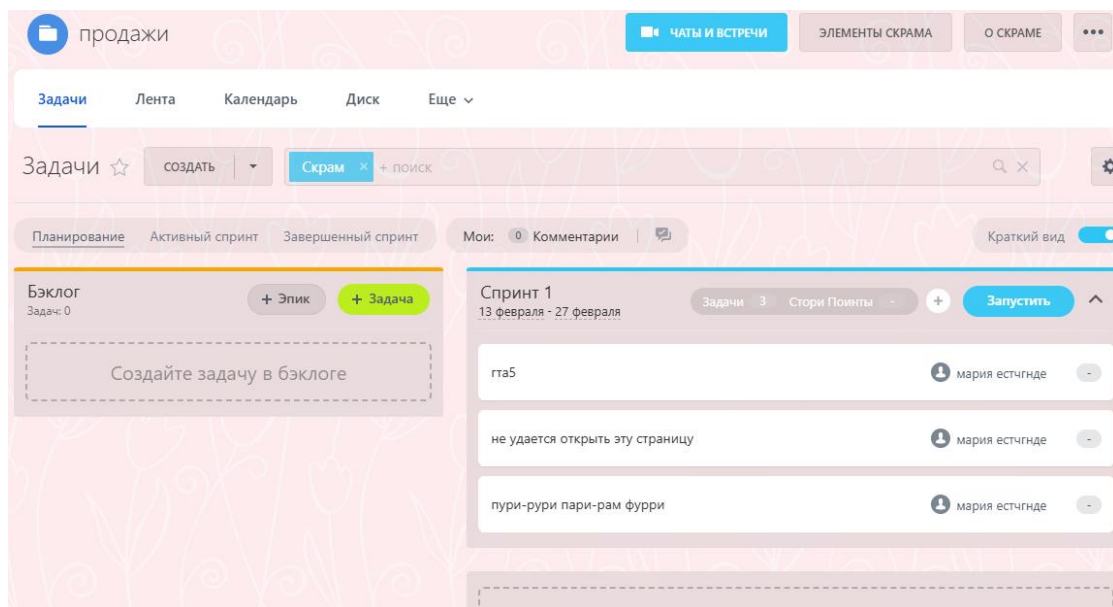 продажи
ЧАТЫ И ВСТРЕЧИ
ЭЛЕМЕНТЫ СКРАМА
О СКРАМЕ
Задачи Лента Календарь Диск Еще
Задачи СОЗДАТЬ Скрам × + поиск
Планирование Активный спринт Завершенный спринт Мои: 0 Комментарии Краткий вид
Бэклог
Задач: 0
+ Эпик
+ Задача
Создайте задачу в бэклоге
Спринт 1
13 февраля - 27 февраля
Задачи 3 Стори Поинты -
+
Запустить
гта5 мария естчгнде -
не удается открыть эту страницу мария естчгнде -
пури-рури пари-рам фурри мария естчгнде -